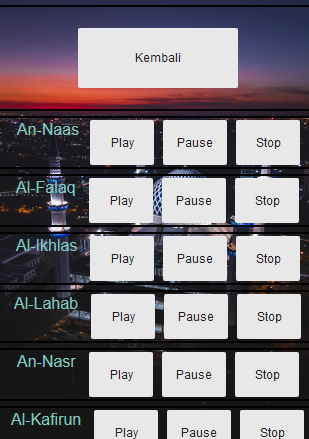 Kembali
An-Naas Play Pause Stop
Al-Falaq Play Pause Stop
Al-Ikhlas Play Pause Stop
Al-Lahab Play Pause Stop
An-Nasr Play Pause Stop
Al-Kafirun Play Pause Stop